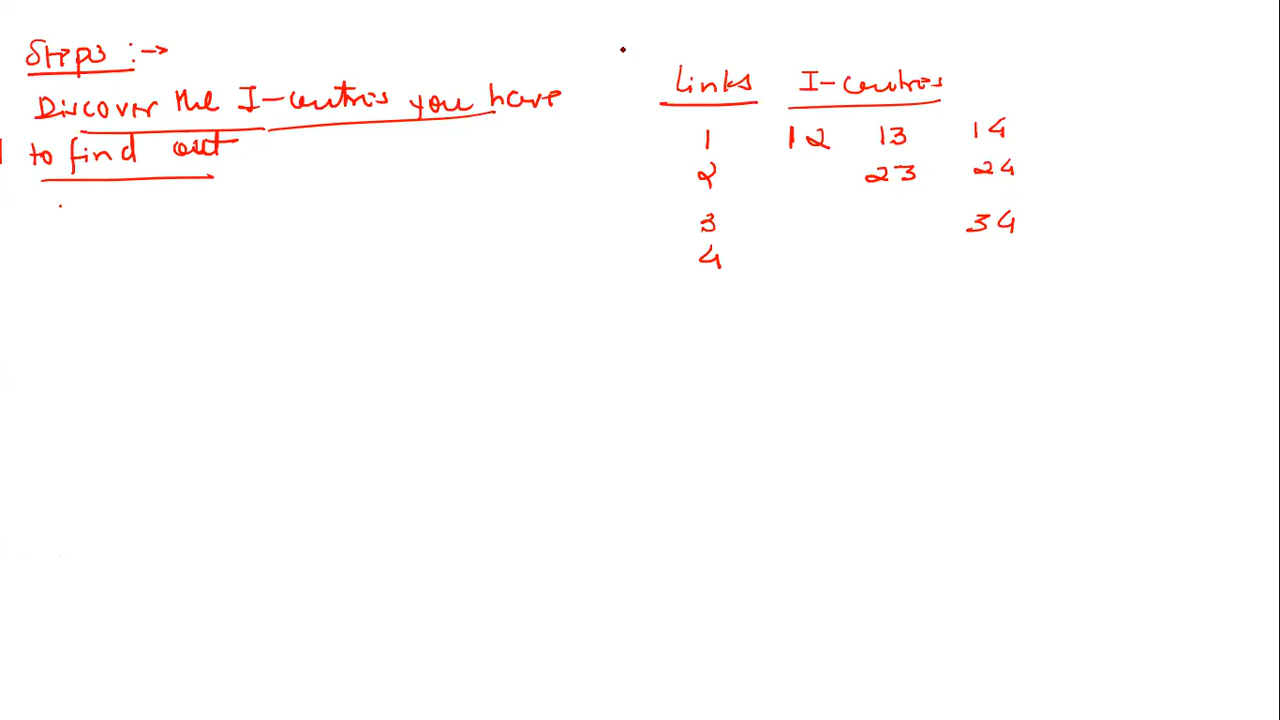 Steps :→
Discover the I-centres you have
to find out
Links I-centres
1 12 13 14
2 23 24
3 34
4